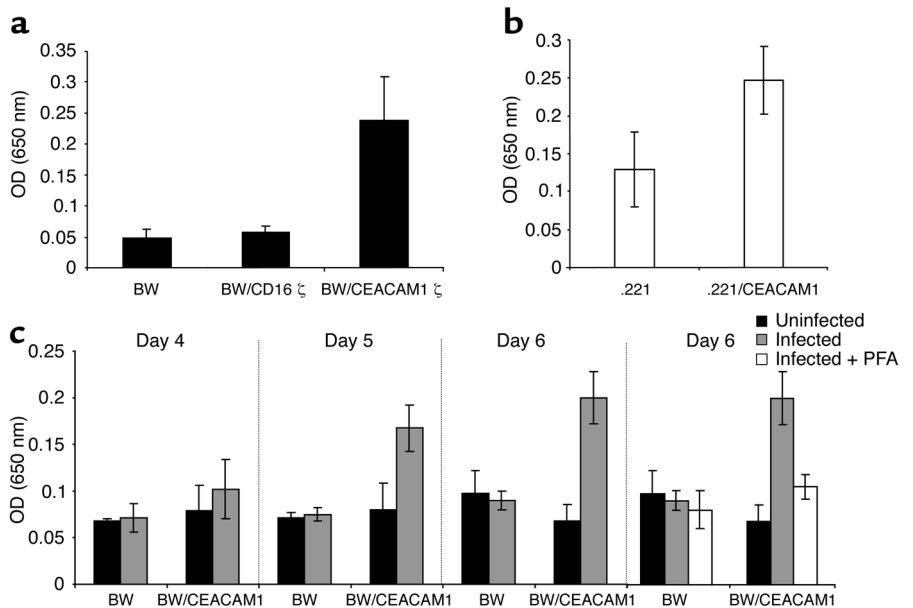 a
0.35
0.3
0.25
0.2
0.15
0.1
0.05
0
OD (650 nm)
BW
BW/CD16 ζ
BW/CEACAM1 ζ
b
0.3
0.25
0.2
0.15
0.1
0.05
0
OD (650 nm)
.221
.221/CEACAM1
c
Uninfected
Infected
Infected + PFA
Day 4
Day 5
Day 6
Day 6
0.25
0.2
0.15
0.1
0.05
0
OD (650 nm)
BW
BW/CEACAM1
BW
BW/CEACAM1
BW
BW/CEACAM1
BW
BW/CEACAM1